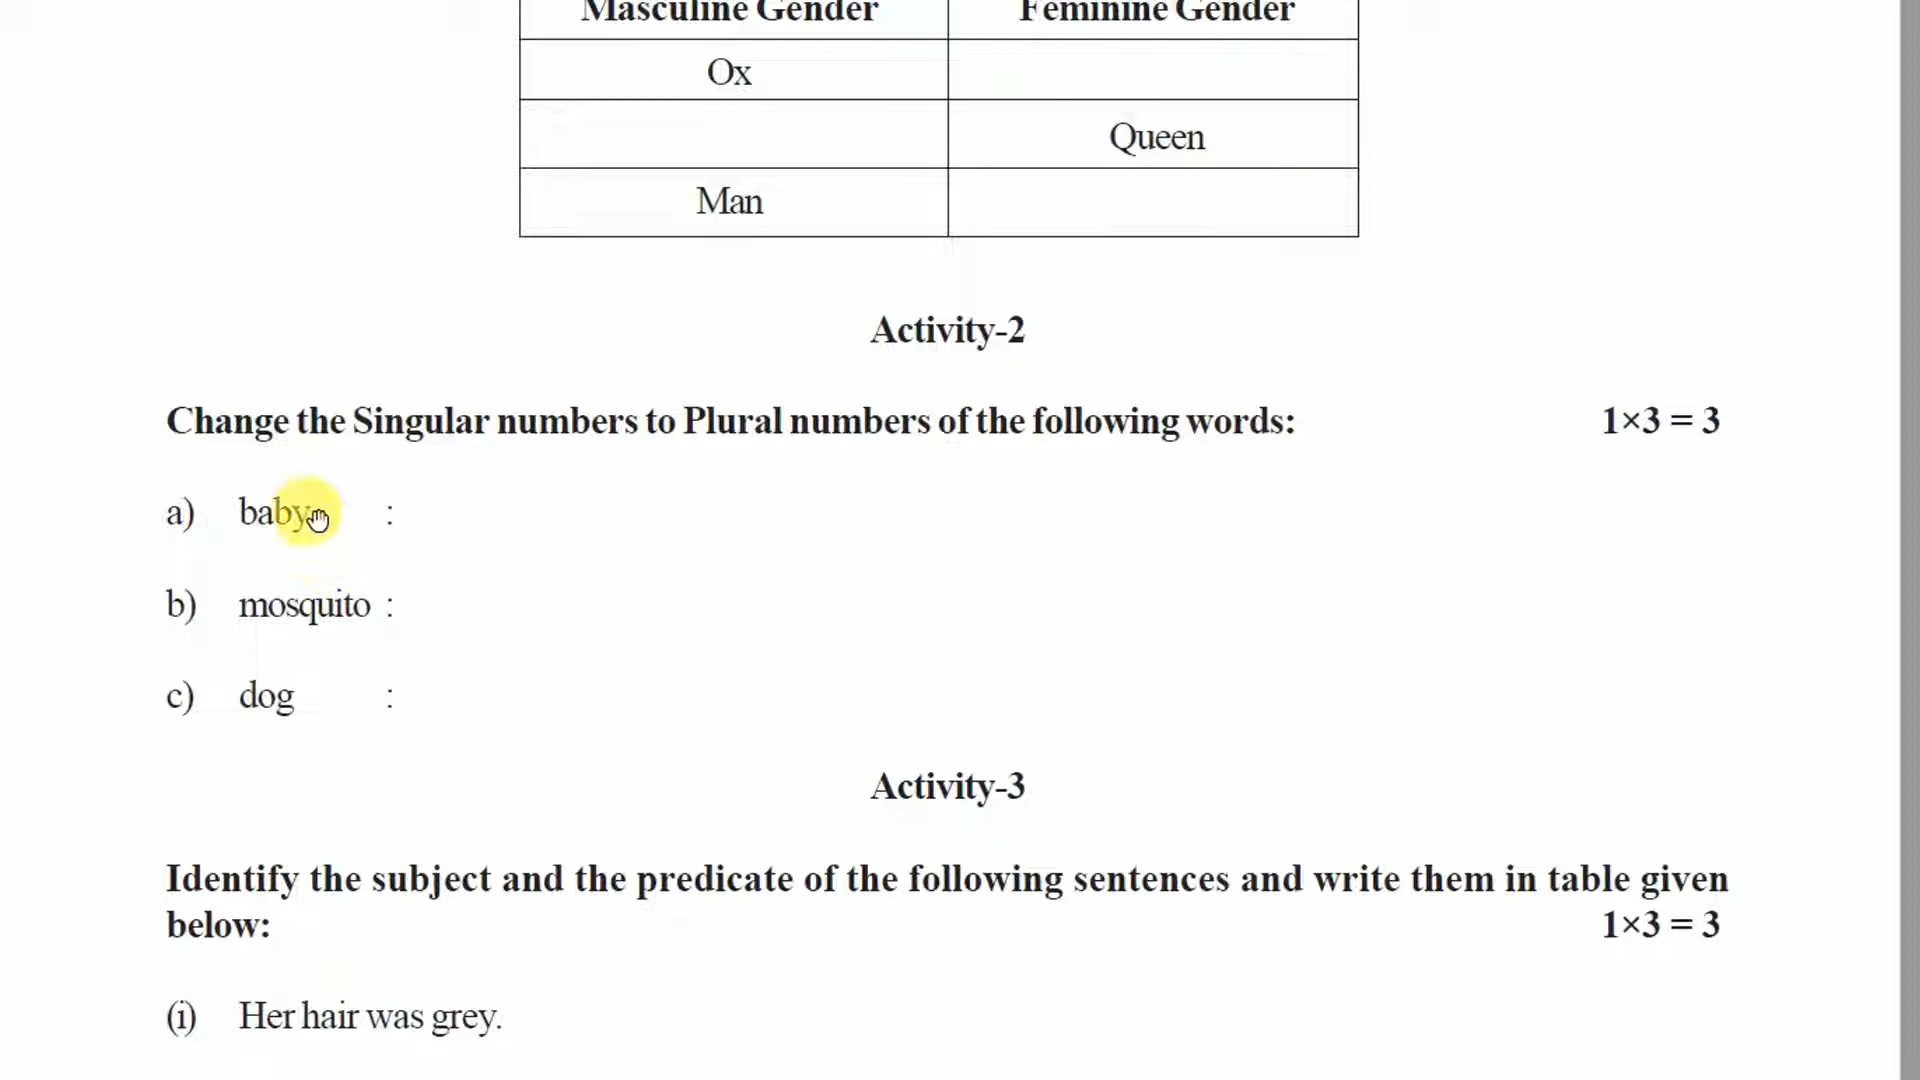 Masculine Gender Feminine Gender
Ox
Queen
Man
Activity-2
Change the Singular numbers to Plural numbers of the following words: 1×3 = 3
a) baby :
b) mosquito :
c) dog :
Activity-3
Identify the subject and the predicate of the following sentences and write them in table given
below: 1×3 = 3
(i) Her hair was grey.